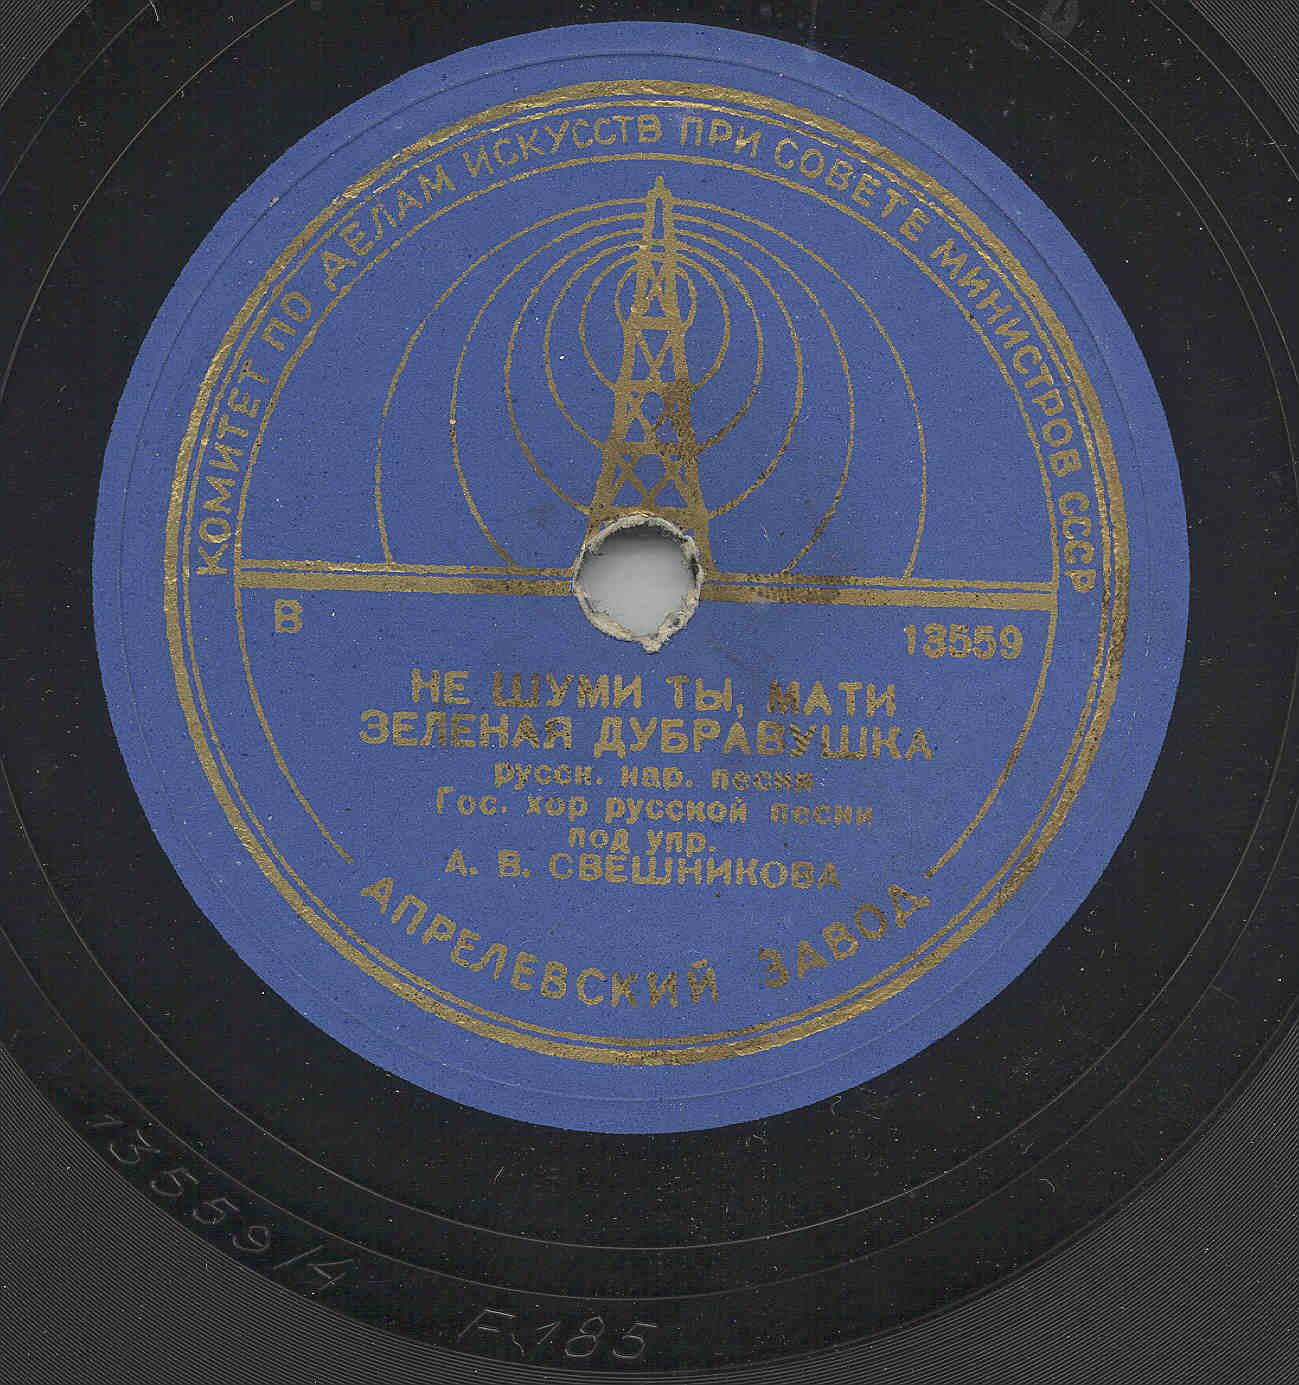 КОМИТЕТ ПО ДЕЛАМ ИСКУССТВ ПРИ СОВЕТЕ МИНИСТРОВ СССР
В
13559
НЕ ШУМИ ТЫ, МАТИ
ЗЕЛЕНАЯ ДУБРАВУШКА
русск. нар. песня
Гос. хор русской песни
под упр.
А. В. СВЕШНИКОВА
АПРЕЛЕВСКИЙ ЗАВОД
13559/4
F-185